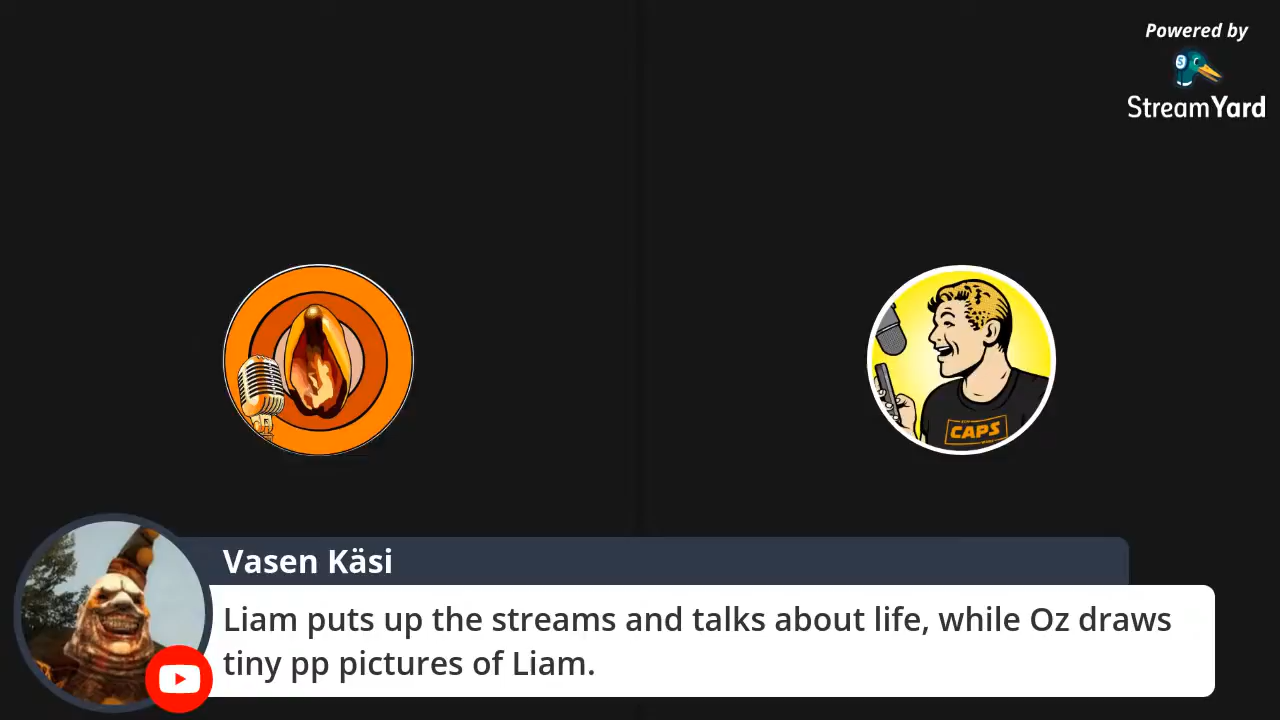 Powered by
S
StreamYard
CAPS
Vasen Käsi
Liam puts up the streams and talks about life, while Oz draws
tiny pp pictures of Liam.